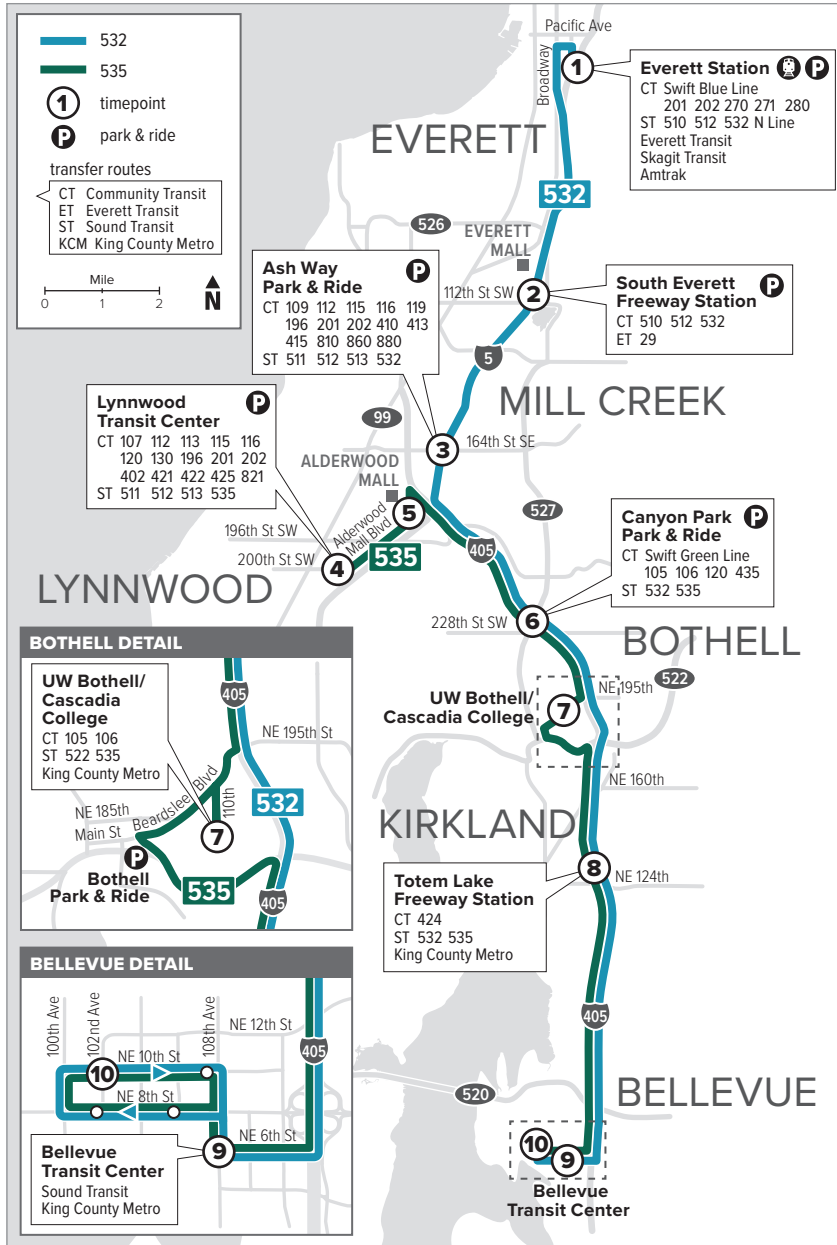 532
535
1 timepoint
P park & ride
transfer routes
CT Community Transit
ET Everett Transit
ST Sound Transit
KCM King County Metro
Mile
0 1 2
N
Pacific Ave
Broadway
1
Everett Station P
CT Swift Blue Line
201 202 270 271 280
ST 510 512 532 N Line
Everett Transit
Skagit Transit
Amtrak
EVERETT
532
526
EVERETT
MALL
112th St SW
2
South Everett
Freeway Station P
CT 510 512 532
ET 29
Ash Way
Park & Ride P
CT 109 112 115 116 119
196 201 202 410 413
415 810 860 880
ST 511 512 513 532
5
MILL CREEK
Lynnwood
Transit Center P
CT 107 112 113 115 116
120 130 196 201 202
402 421 422 425 821
ST 511 512 513 535
99
3
164th St SE
ALDERWOOD
MALL
5
Alderwood
Mall Blvd
196th St SW
200th St SW
4
535
405
527
LYNNWOOD
Canyon Park
Park & Ride P
CT Swift Green Line
105 106 120 435
ST 532 535
228th St SW
6
BOTHELL
522
NE 195th
UW Bothell/
Cascadia College
7
NE 160th
KIRKLAND
8
NE 124th
Totem Lake
Freeway Station
CT 424
ST 532 535
King County Metro
405
520
BELLEVUE
10
9
Bellevue
Transit Center
BOTHELL DETAIL
UW Bothell/
Cascadia
College
CT 105 106
ST 522 535
King County Metro
405
NE 195th St
532
Beardslee Blvd
110th
NE 185th
Main St
7
P
Bothell
Park & Ride
535
405
BELLEVUE DETAIL
100th Ave
102nd Ave
108th Ave
NE 12th St
405
NE 10th St
10
NE 8th St
NE 6th St
9
Bellevue
Transit Center
Sound Transit
King County Metro